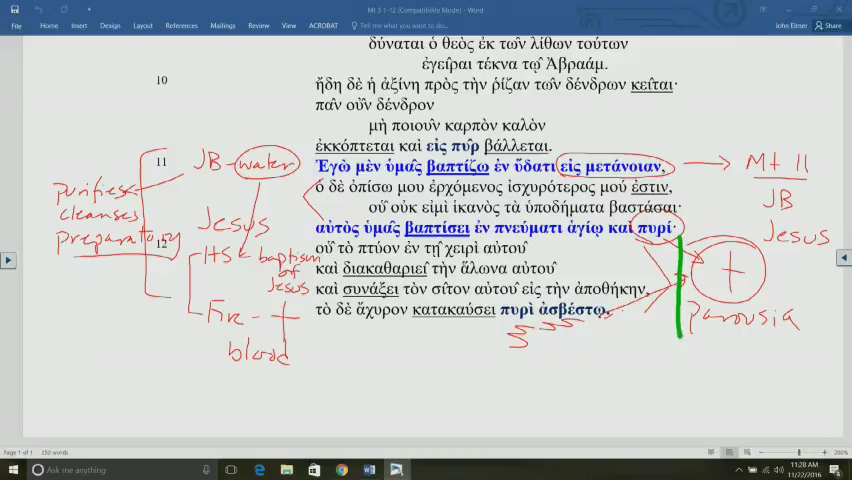 Mt 3 1-12 (Compatibility Mode) - Word
John Elmer
Share
File Home Insert Design Layout References Mailings Review View ACROBAT Tell me what you want to do...
δύναται ὁ θεὸς ἐκ τῶν λίθων τούτων
ἐγεῖραι τέκνα τῷ Ἀβραάμ.
10
ἤδη δὲ ἡ ἀξίνη πρὸς τὴν ῥίζαν τῶν δένδρων κεῖται·
πᾶν οὖν δένδρον
μὴ ποιοῦν καρπὸν καλὸν
ἐκκόπτεται καὶ εἰς πῦρ βάλλεται.
11
Ἐγὼ μὲν ὑμᾶς βαπτίζω ἐν ὕδατι εἰς μετάνοιαν,
ὁ δὲ ὀπίσω μου ἐρχόμενος ἰσχυρότερός μού ἐστιν,
οὗ οὐκ εἰμὶ ἱκανὸς τὰ ὑποδήματα βαστάσαι·
αὐτὸς ὑμᾶς βαπτίσει ἐν πνεύματι ἁγίῳ καὶ πυρί·
12
οὗ τὸ πτύον ἐν τῇ χειρὶ αὐτοῦ
καὶ διακαθαριεῖ τὴν ἅλωνα αὐτοῦ
καὶ συνάξει τὸν σῖτον αὐτοῦ εἰς τὴν ἀποθήκην,
τὸ δὲ ἄχυρον κατακαύσει πυρὶ ἀσβέστῳ.
JB - water
purifies
cleanses
preparatory
Jesus
HS baptism
of
Jesus
Fire - +
blood
Mt 11
JB
Jesus
+
parousia
Page 1 of 1 192 words
200%
Ask me anything
11:28 AM
11/22/2016